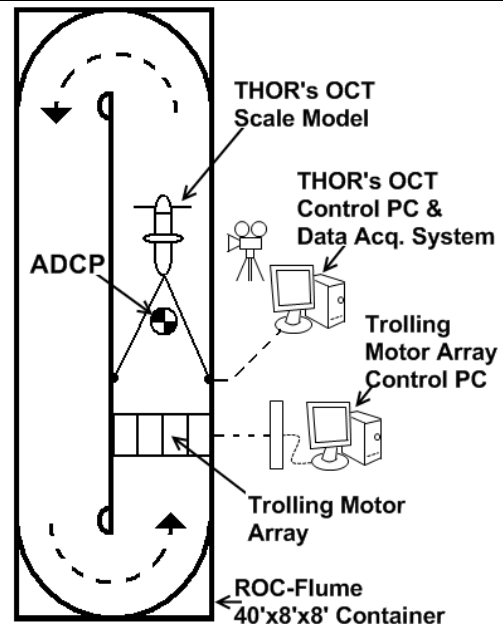 THOR's OCT
Scale Model
THOR's OCT
Control PC &
Data Acq. System
ADCP
Trolling
Motor Array
Control PC
Trolling Motor
Array
ROC-Flume
40'x8'x8' Container